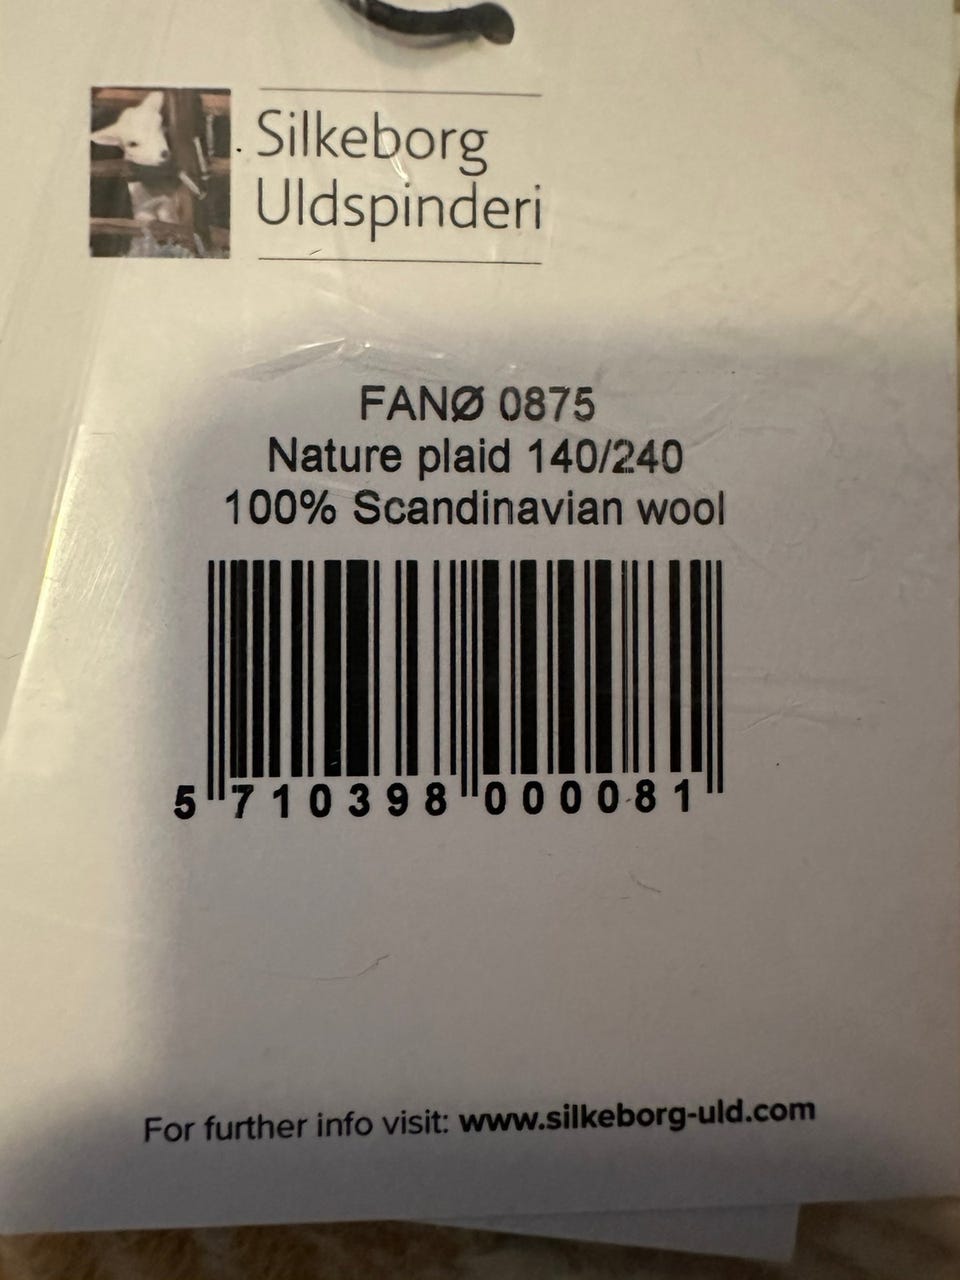 Silkeborg
Uldspinderi
FANØ 0875
Nature plaid 140/240
100% Scandinavian wool
5 710398 000081
For further info visit: www.silkeborg-uld.com